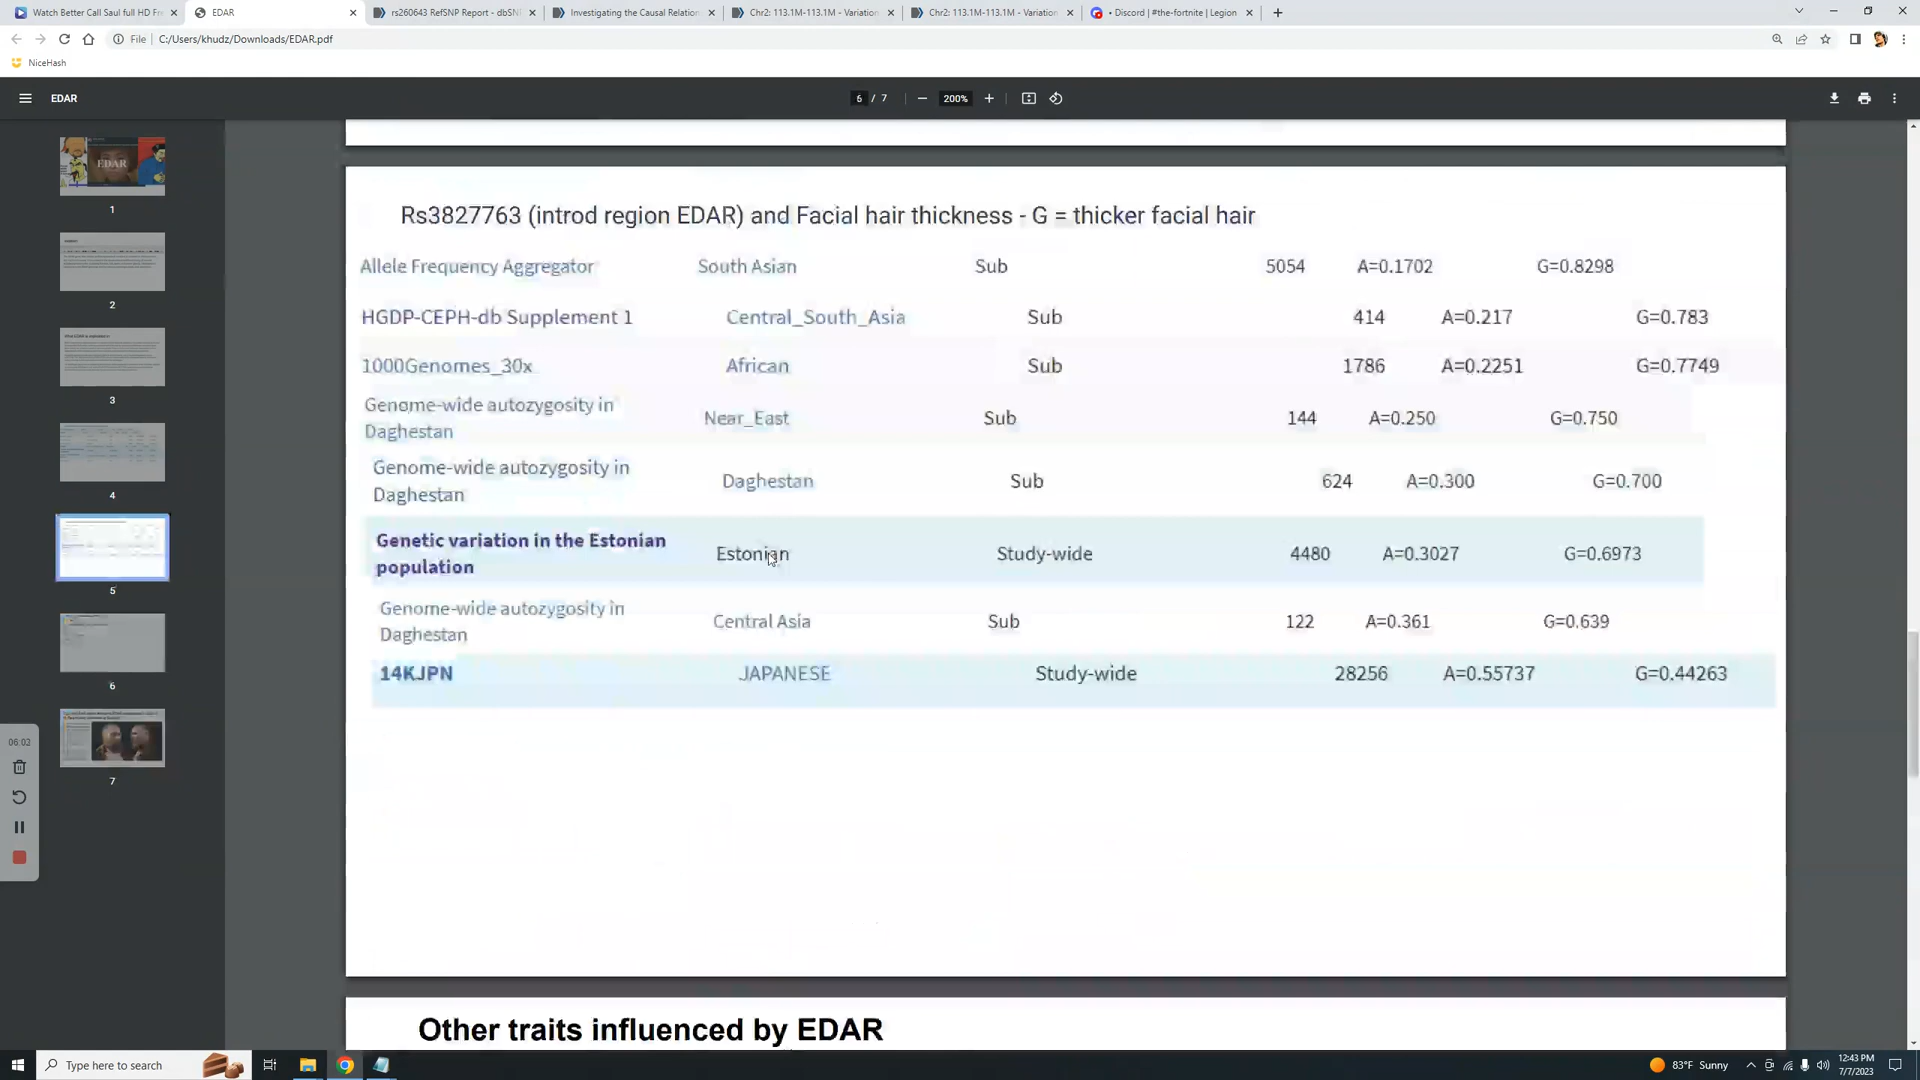 Watch Better Call Saul full HD Fr
EDAR
rs260643 RefSNP Report - dbSN
Investigating the Causal Relation
Chr2: 113.1M-113.1M - Variation
Chr2: 113.1M-113.1M - Variation
• Discord | #the-fortnite | Legion
File C:/Users/khudz/Downloads/EDAR.pdf
NiceHash
EDAR
6 / 7
200%
EDAR
1
2
3
4
5
6
7
06:02
Rs3827763 (introd region EDAR) and Facial hair thickness - G = thicker facial hair
Allele Frequency Aggregator South Asian Sub 5054 A=0.1702 G=0.8298
HGDP-CEPH-db Supplement 1 Central_South_Asia Sub 414 A=0.217 G=0.783
1000Genomes_30x African Sub 1786 A=0.2251 G=0.7749
Genome-wide autozygosity in
Daghestan
Near_East Sub 144 A=0.250 G=0.750
Genome-wide autozygosity in
Daghestan
Daghestan Sub 624 A=0.300 G=0.700
Genetic variation in the Estonian
population
Estonian Study-wide 4480 A=0.3027 G=0.6973
Genome-wide autozygosity in
Daghestan
Central Asia Sub 122 A=0.361 G=0.639
14KJPN JAPANESE Study-wide 28256 A=0.55737 G=0.44263
Other traits influenced by EDAR
Type here to search
83°F Sunny
12:43 PM
7/7/2023